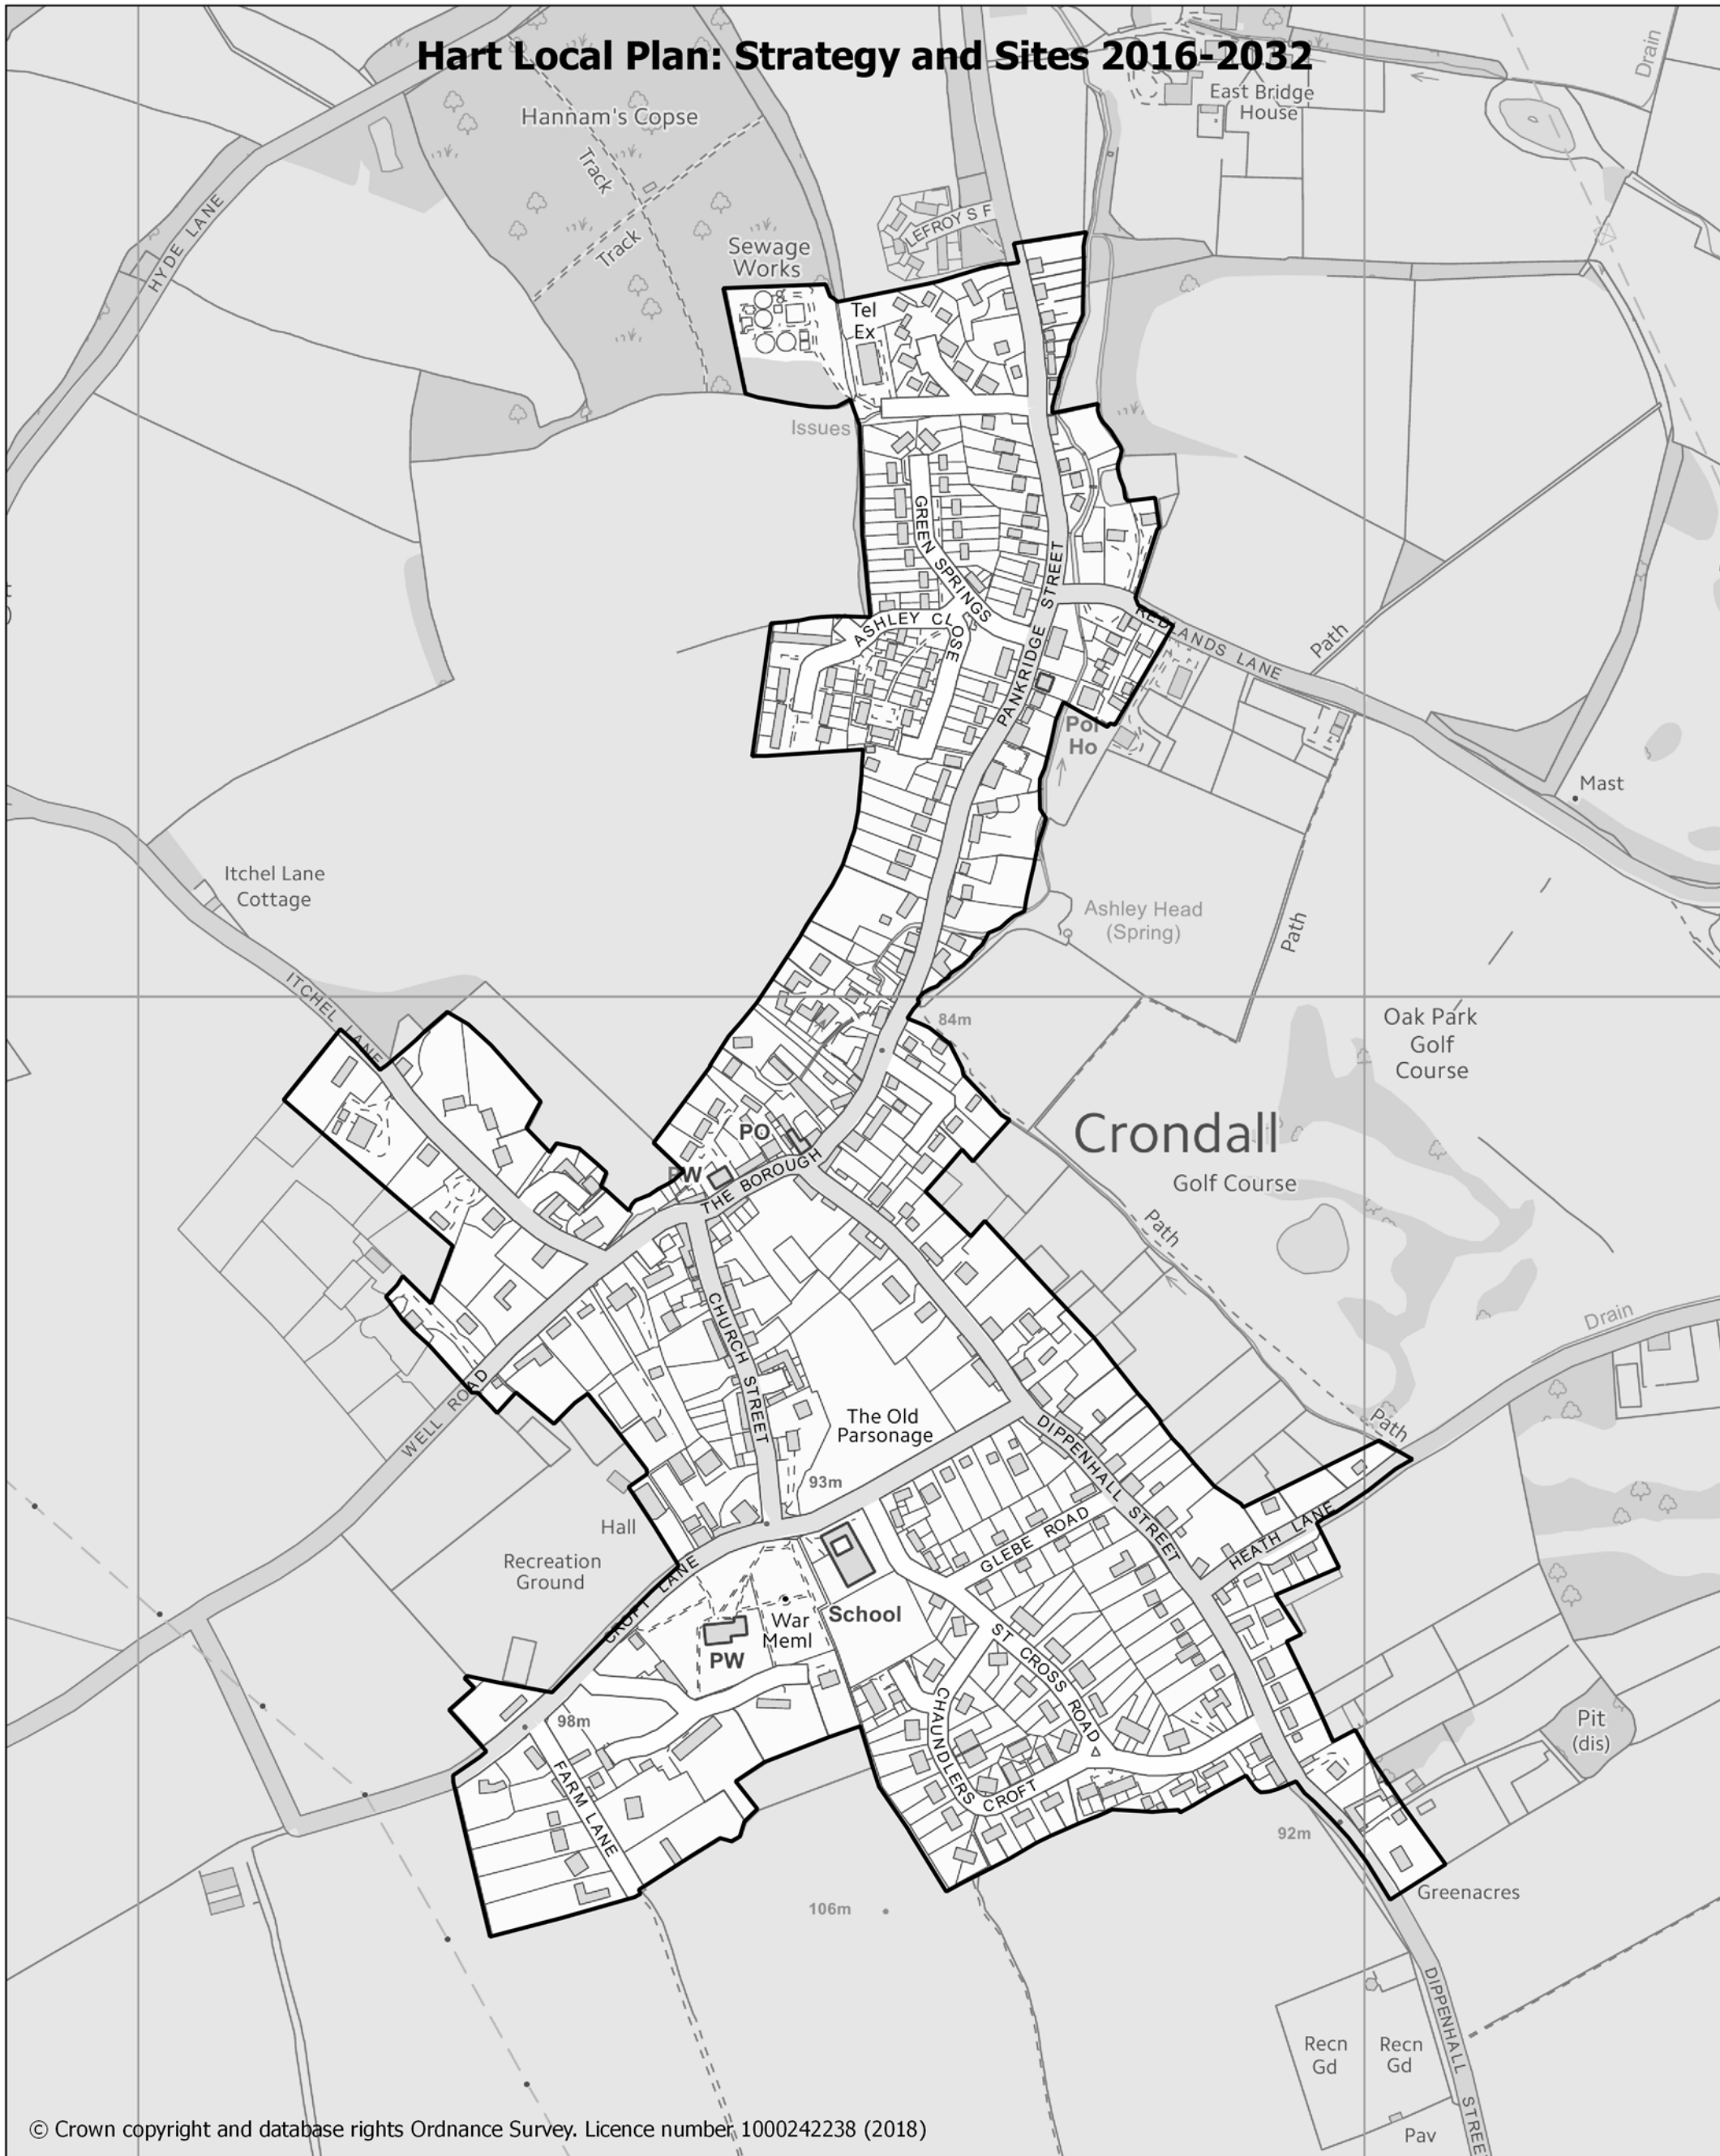 Hart Local Plan: Strategy and Sites 2016-2032
Drain
East Bridge
House
Hannam's Copse
Track
Track
HYDE LANE
LEFROY S F
Sewage
Works
Tel
Ex
Issues
GREEN SPRINGS
PANKRIDGE STREET
ASHLEY CLOSE
REDLANDS LANE
Path
Pol
Ho
Mast
Itchel Lane
Cottage
Ashley Head
(Spring)
Path
ITCHEL LANE
84m
Oak Park
Golf
Course
Crondall
PO
PW
THE BOROUGH
Golf Course
Path
CHURCH STREET
Drain
WELL ROAD
The Old
Parsonage
Path
DIPPENHALL STREET
93m
Hall
GLEBE ROAD
HEATH LANE
Recreation
Ground
CROFT LANE
War
Meml
School
PW
ST CROSS ROAD
CHAUNDLERS CROFT
98m
Pit
(dis)
FARM LANE
92m
Greenacres
106m
DIPPENHALL STREE
Recn
Gd
Recn
Gd
Pav
© Crown copyright and database rights Ordnance Survey. Licence number 1000242238 (2018)